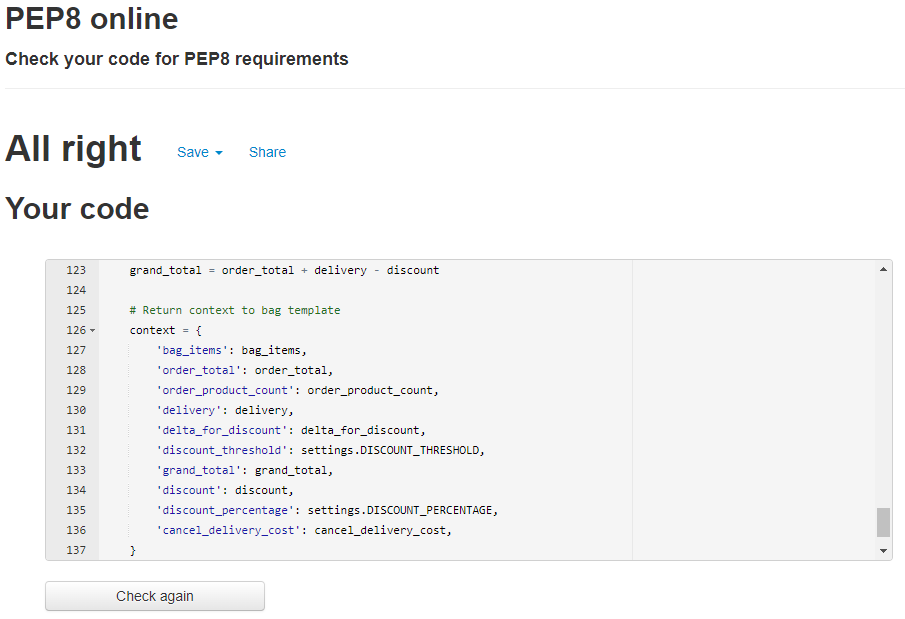 PEP8 online
Check your code for PEP8 requirements
All right Save Share
Your code
123 grand_total = order_total + delivery - discount
124
125 # Return context to bag template
126 context = {
127 'bag_items': bag_items,
128 'order_total': order_total,
129 'order_product_count': order_product_count,
130 'delivery': delivery,
131 'delta_for_discount': delta_for_discount,
132 'discount_threshold': settings.DISCOUNT_THRESHOLD,
133 'grand_total': grand_total,
134 'discount': discount,
135 'discount_percentage': settings.DISCOUNT_PERCENTAGE,
136 'cancel_delivery_cost': cancel_delivery_cost,
137 }
Check again